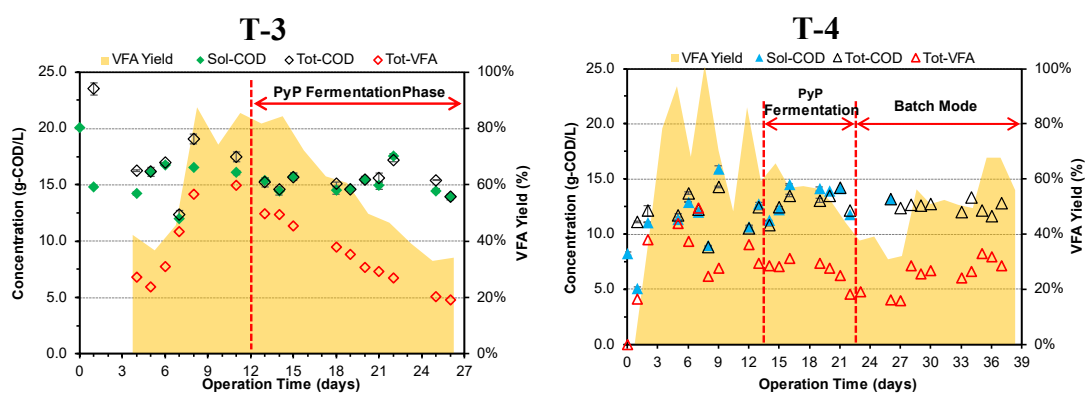 T-3
VFA Yield Sol-COD Tot-COD Tot-VFA
PyP FermentationPhase
Concentration (g-COD/L)
25.0
20.0
15.0
10.0
5.0
0.0
100%
80%
60%
40%
20%
0%
VFA Yield (%)
0 3 6 9 12 15 18 21 24 27
Operation Time (days)
T-4
VFA Yield Sol-COD Tot-COD Tot-VFA
PyP
Fermentation
Batch Mode
Concentration (g-COD/L)
25.0
20.0
15.0
10.0
5.0
0.0
100%
80%
60%
40%
20%
0%
VFA Yield (%)
0 3 6 9 12 15 18 21 24 27 30 33 36 39
Operation Time (days)